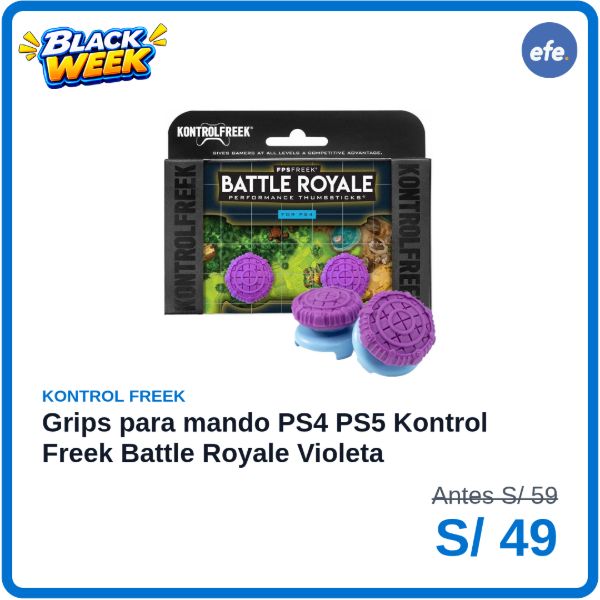 BLACK
WEEK
efe.
KONTROLFREEK
GIVES GAMERS AT ALL LEVELS A COMPETITIVE ADVANTAGE.
FPSFREEK
BATTLE ROYALE
PERFORMANCE THUMBSTICKS
FOR PS4
KONTROLFREEK
KONTROLFREEK
KONTROL FREEK
Grips para mando PS4 PS5 Kontrol
Freek Battle Royale Violeta
Antes S/ 59
S/ 49